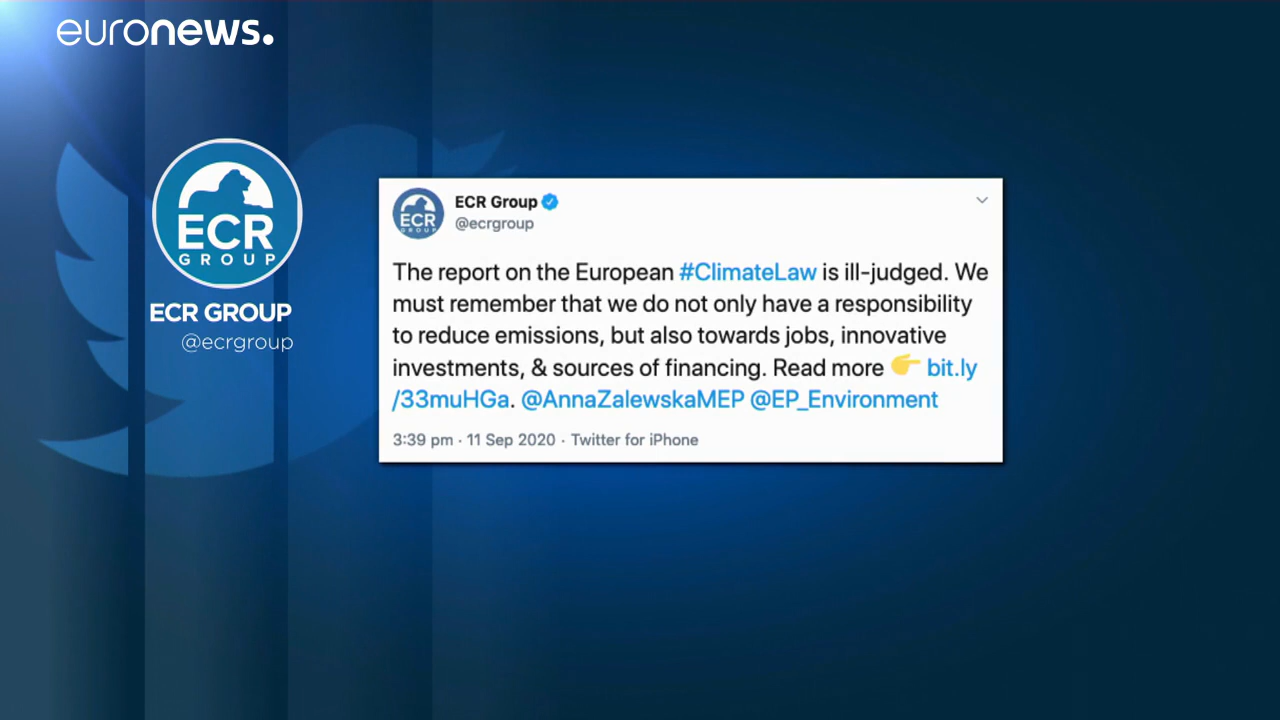 euronews.
ECR
GROUP
ECR GROUP
@ecrgroup
ECR
GROUP
ECR Group
@ecrgroup
The report on the European #ClimateLaw is ill-judged. We
must remember that we do not only have a responsibility
to reduce emissions, but also towards jobs, innovative
investments, & sources of financing. Read more 👉 bit.ly
/33muHGa. @AnnaZalewskaMEP @EP_Environment
3:39 pm · 11 Sep 2020 · Twitter for iPhone